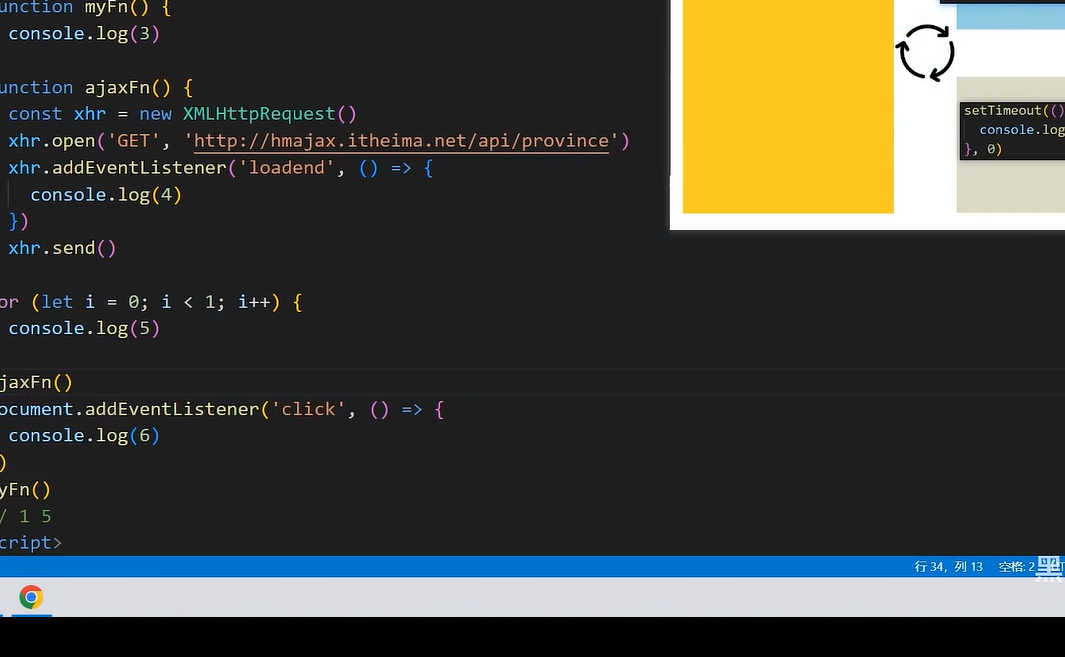 unction myFn() {
console.log(3)
unction ajaxFn() {
const xhr = new XMLHttpRequest()
xhr.open('GET', 'http://hmajax.itheima.net/api/province')
xhr.addEventListener('loadend', () => {
console.log(4)
})
xhr.send()
or (let i = 0; i < 1; i++) {
console.log(5)
jaxFn()
ocument.addEventListener('click', () => {
console.log(6)
)
yFn()
/ 1 5
cript>
setTimeout(()
console.log
}, 0)
行 34，列 13 空格: 2
黑